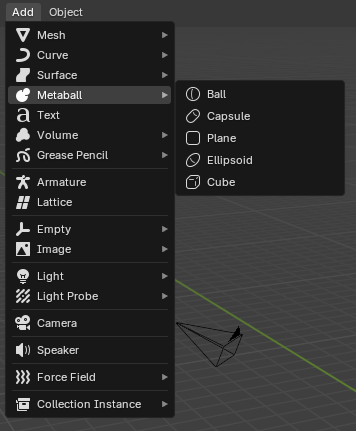 Add Object
Mesh
Curve
Surface
Metaball
Text
Volume
Grease Pencil
Armature
Lattice
Empty
Image
Light
Light Probe
Camera
Speaker
Force Field
Collection Instance
Ball
Capsule
Plane
Ellipsoid
Cube